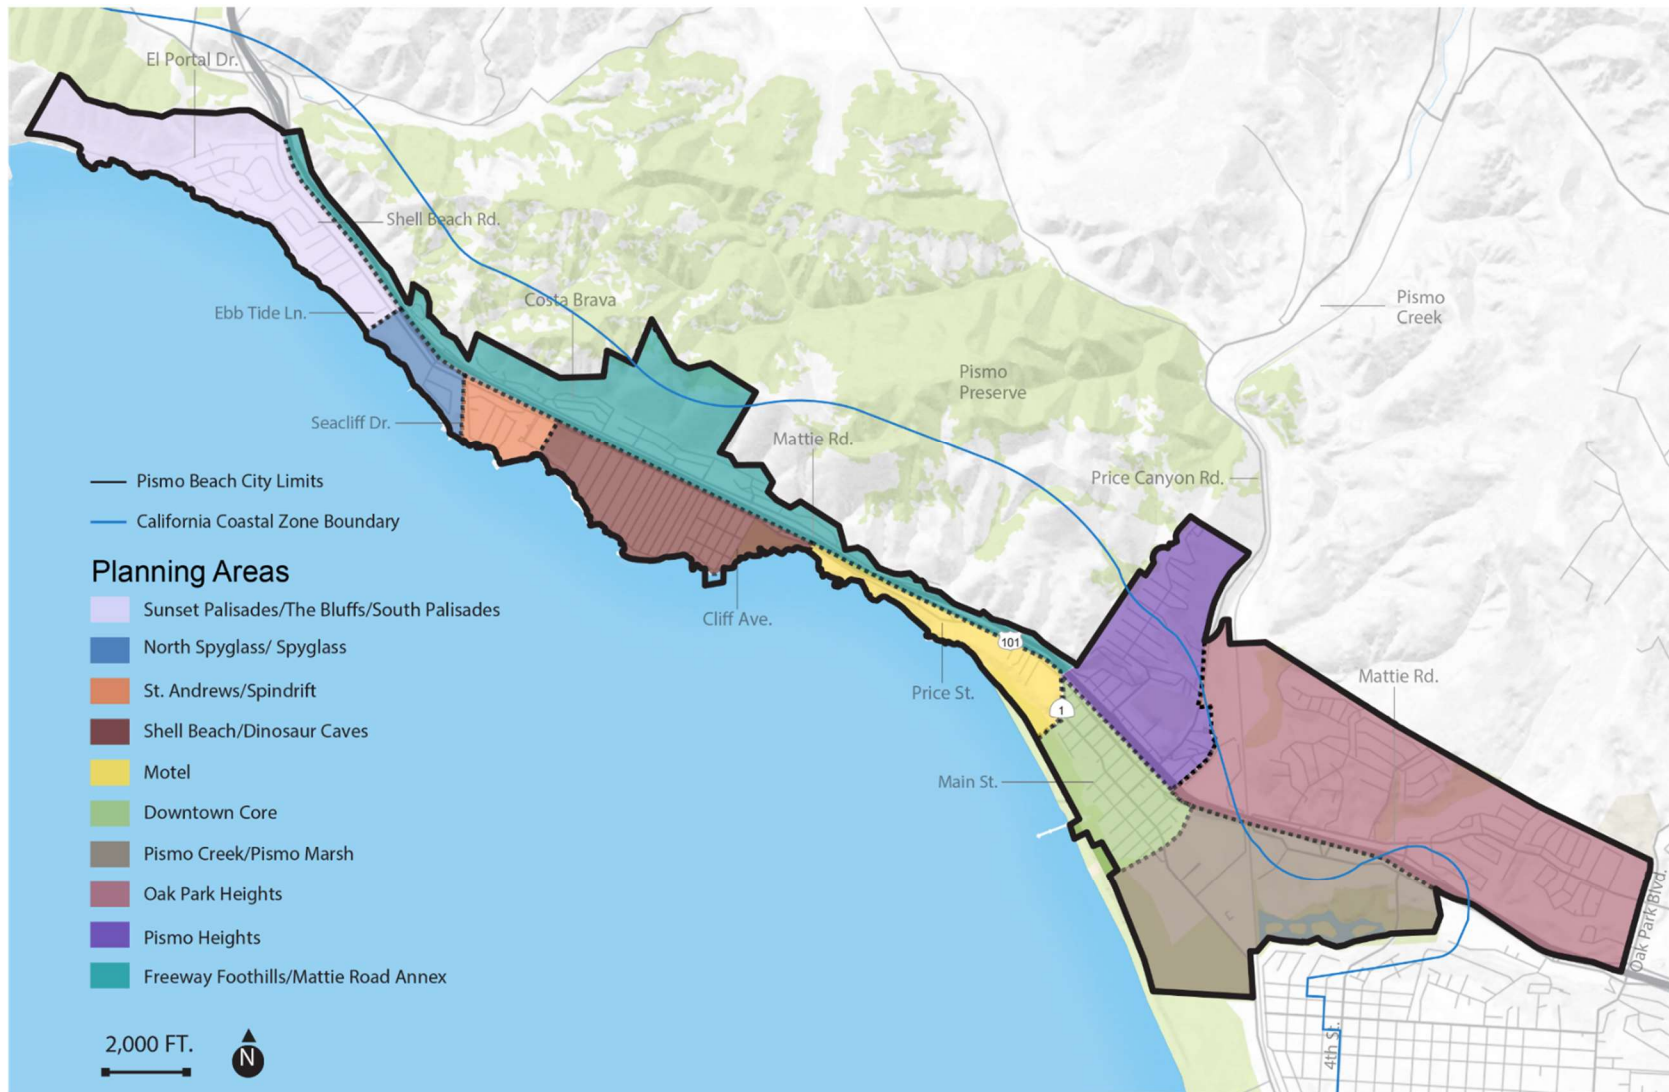 El Portal Dr.
Shell Beach Rd.
Costa Brava
Ebb Tide Ln.
Pismo
Creek
Pismo
Preserve
Seacliff Dr.
Mattie Rd.
Price Canyon Rd.
Pismo Beach City Limits
California Coastal Zone Boundary
Planning Areas
Sunset Palisades/The Bluffs/South Palisades
North Spyglass/ Spyglass
St. Andrews/Spindrift
Shell Beach/Dinosaur Caves
Motel
Downtown Core
Pismo Creek/Pismo Marsh
Oak Park Heights
Pismo Heights
Freeway Foothills/Mattie Road Annex
Cliff Ave.
101
Price St.
1
Mattie Rd.
Main St.
Oak Park Blvd.
4th St.
2,000 FT.
N